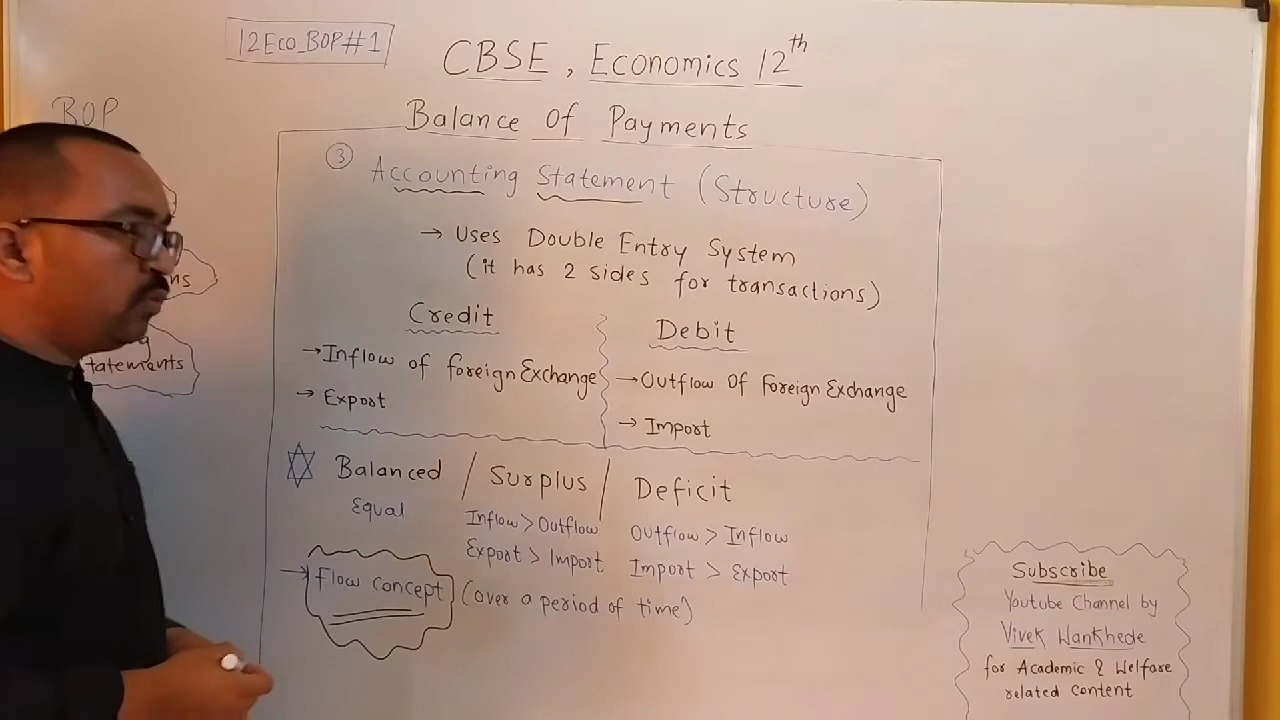 12Eco_BOP#1
CBSE, Economics 12th
Balance Of Payments
BOP
③ Accounting Statement (Structure)
→ Uses Double Entry System
(it has 2 sides for transactions)
Credit
→ Inflow of foreign Exchange
→ Export
Debit
→ Outflow Of Foreign Exchange
→ Import
Balanced / Surplus / Deficit
Equal
Inflow > Outflow
Export > Import
Outflow > Inflow
Import > Export
→ Flow concept (over a period of time)
ns
g
tatements
Subscribe
Youtube Channel by
Vivek Wankhede
for Academic & Welfare
related content